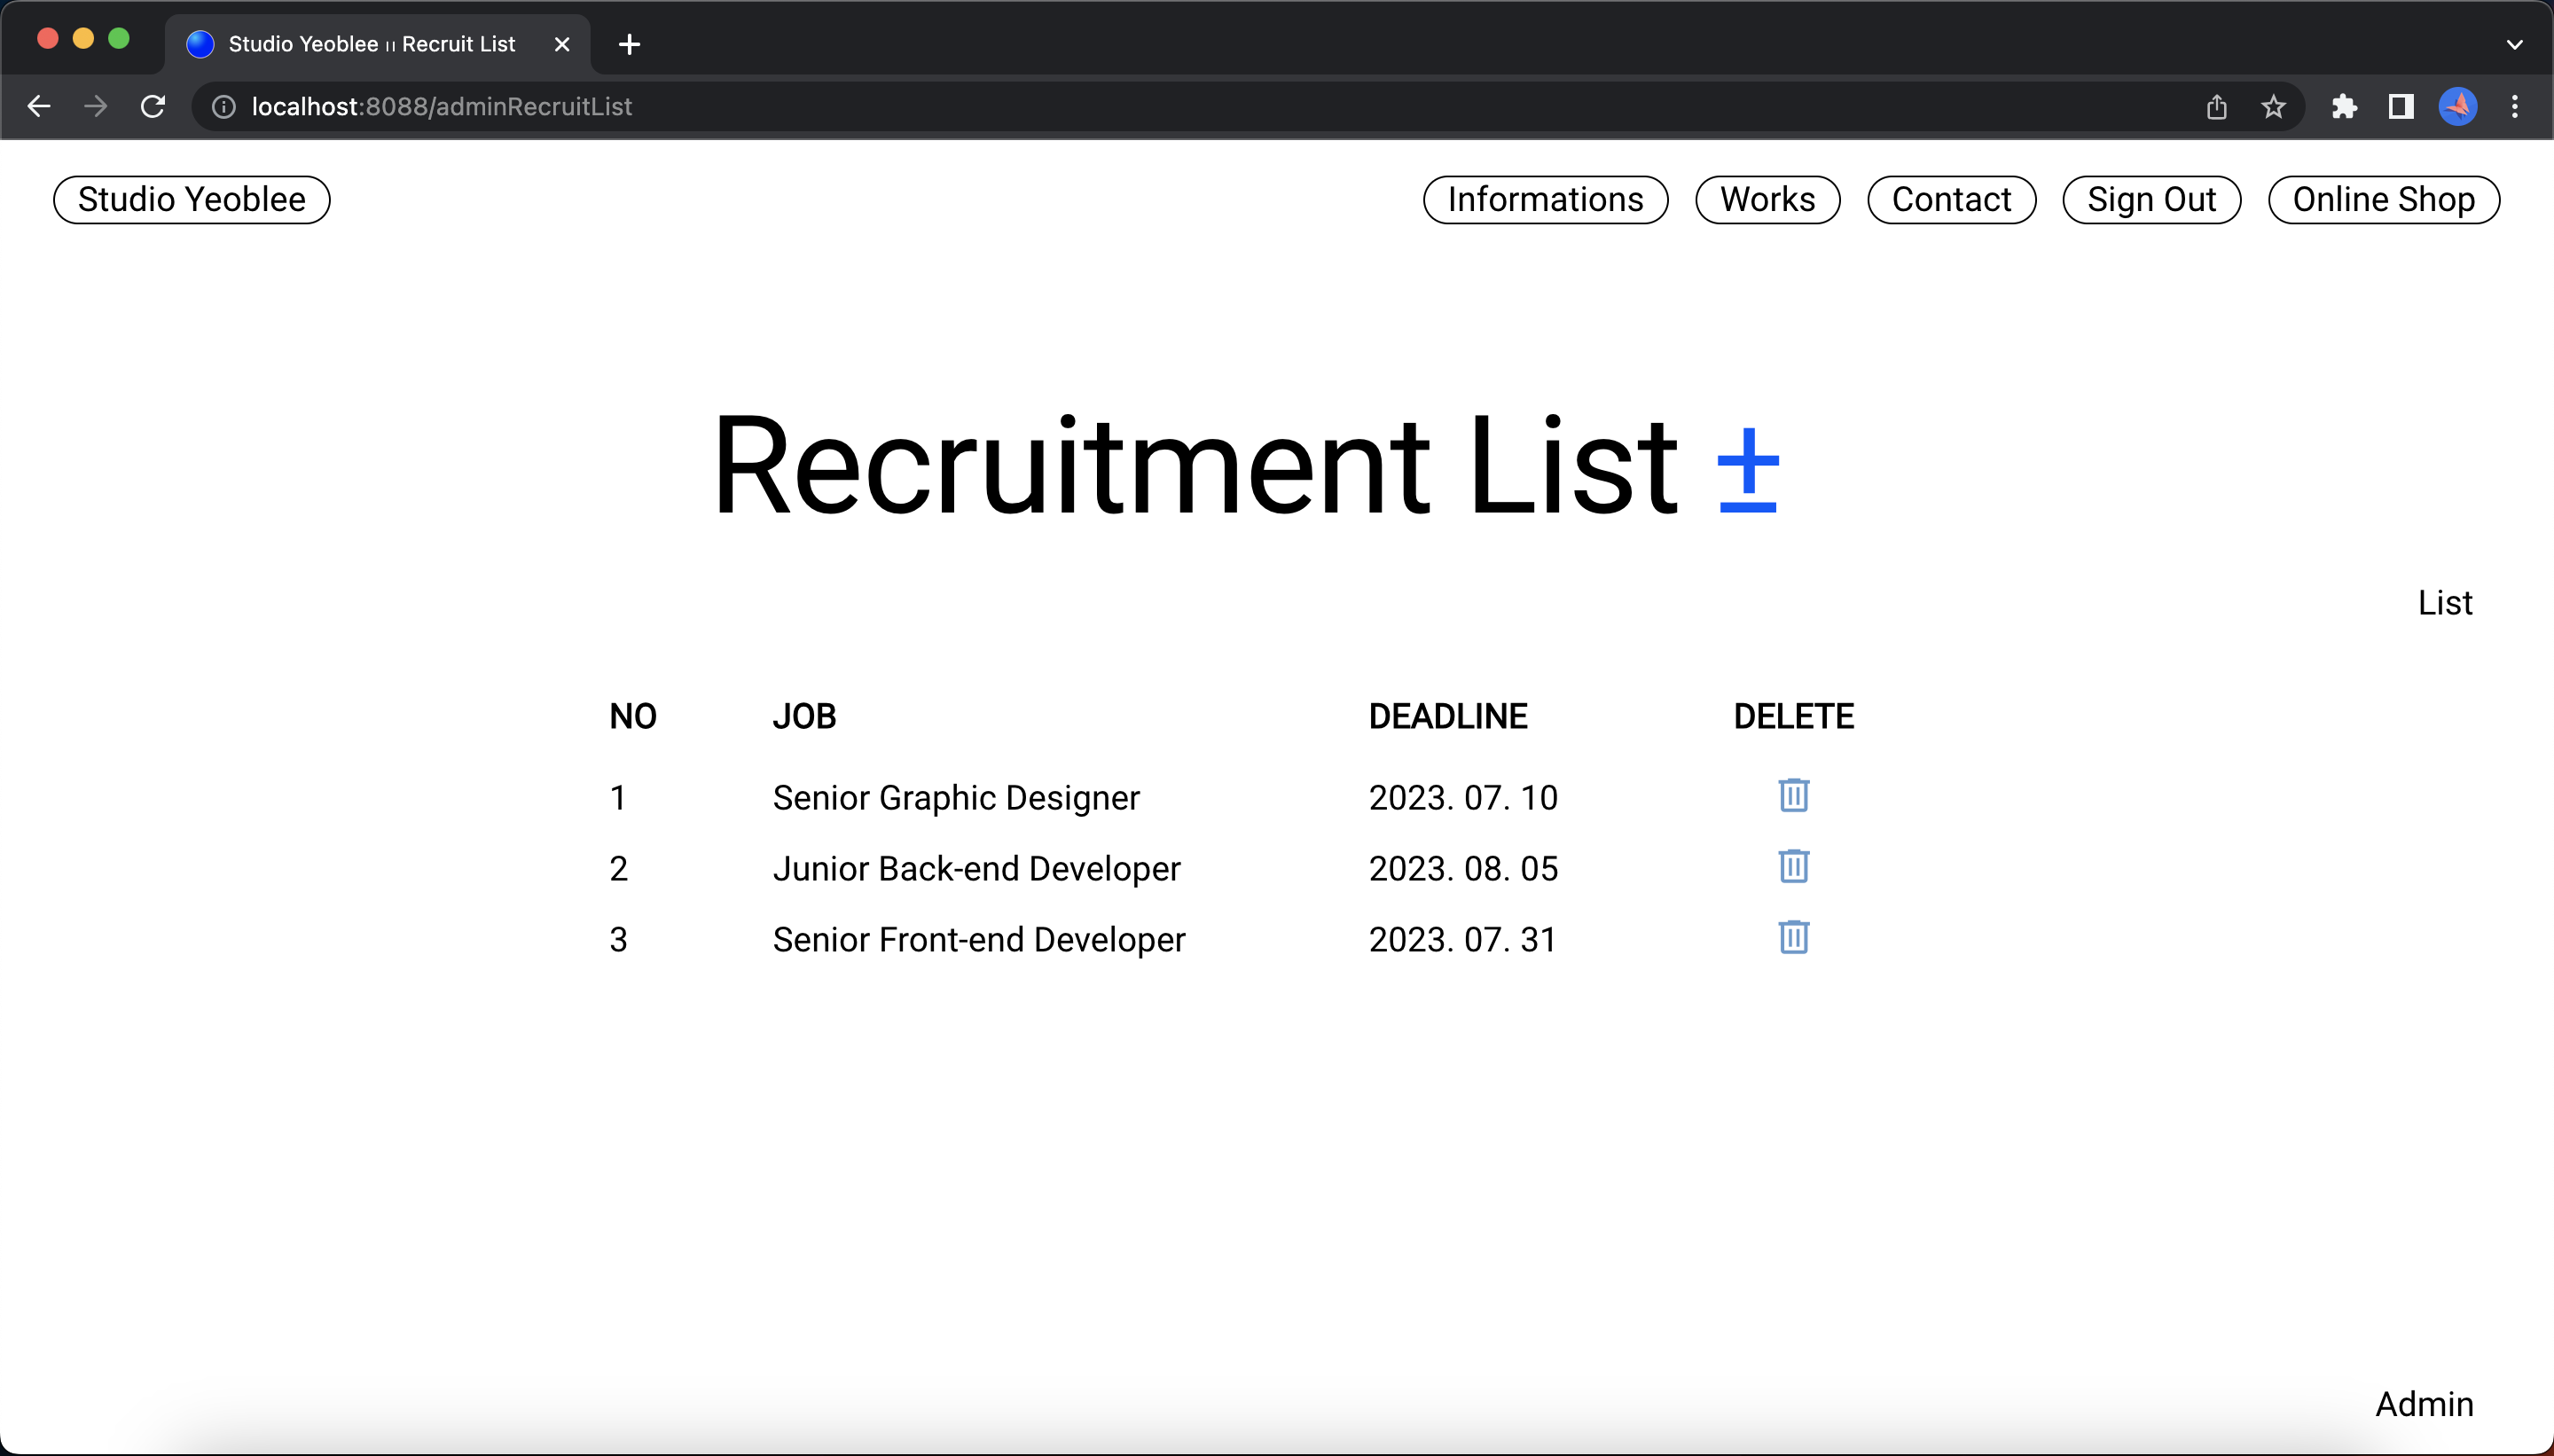 Studio Yeoblee :: Recruit List
localhost:8088/adminRecruitList
Studio Yeoblee Informations Works Contact Sign Out Online Shop
Recruitment List ±
List
NO JOB DEADLINE DELETE
1 Senior Graphic Designer 2023. 07. 10
2 Junior Back-end Developer 2023. 08. 05
3 Senior Front-end Developer 2023. 07. 31
Admin